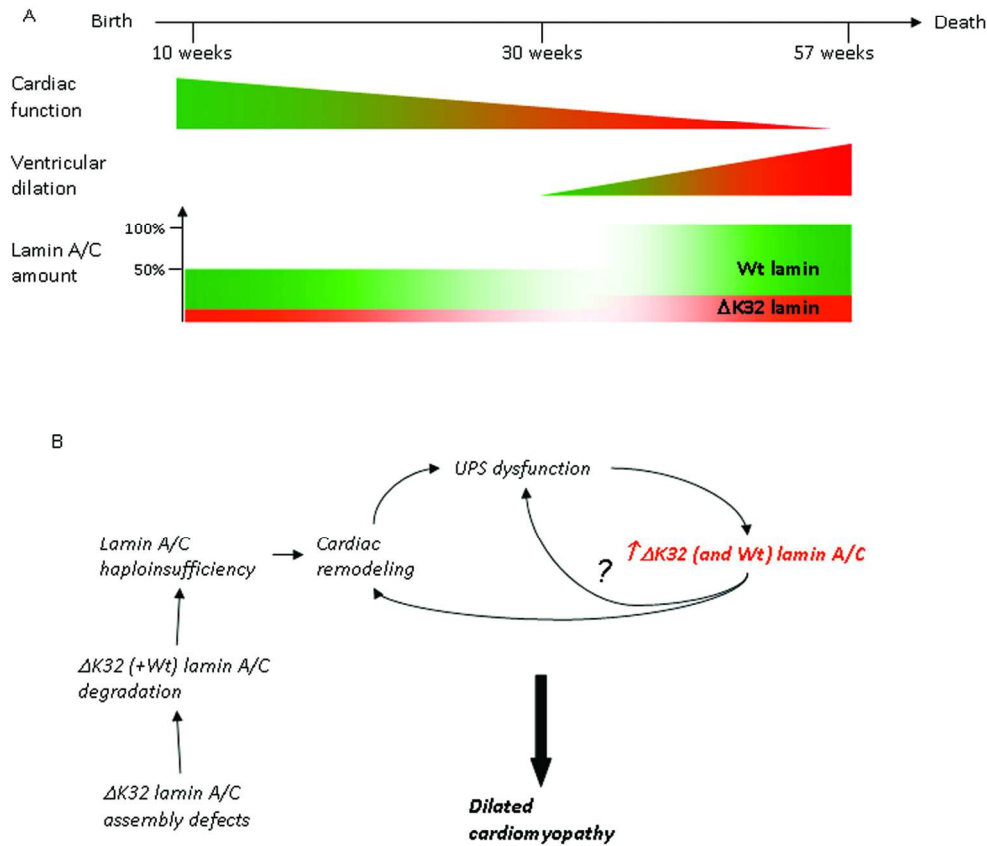 A
Birth
Death
10 weeks
30 weeks
57 weeks
Cardiac
function
Ventricular
dilation
Lamin A/C
amount
100%
50%
Wt lamin
ΔK32 lamin
B
UPS dysfunction
Lamin A/C
haploinsufficiency
Cardiac
remodeling
?
↑ΔK32 (and Wt) lamin A/C
ΔK32 (+Wt) lamin A/C
degradation
ΔK32 lamin A/C
assembly defects
Dilated
cardiomyopathy